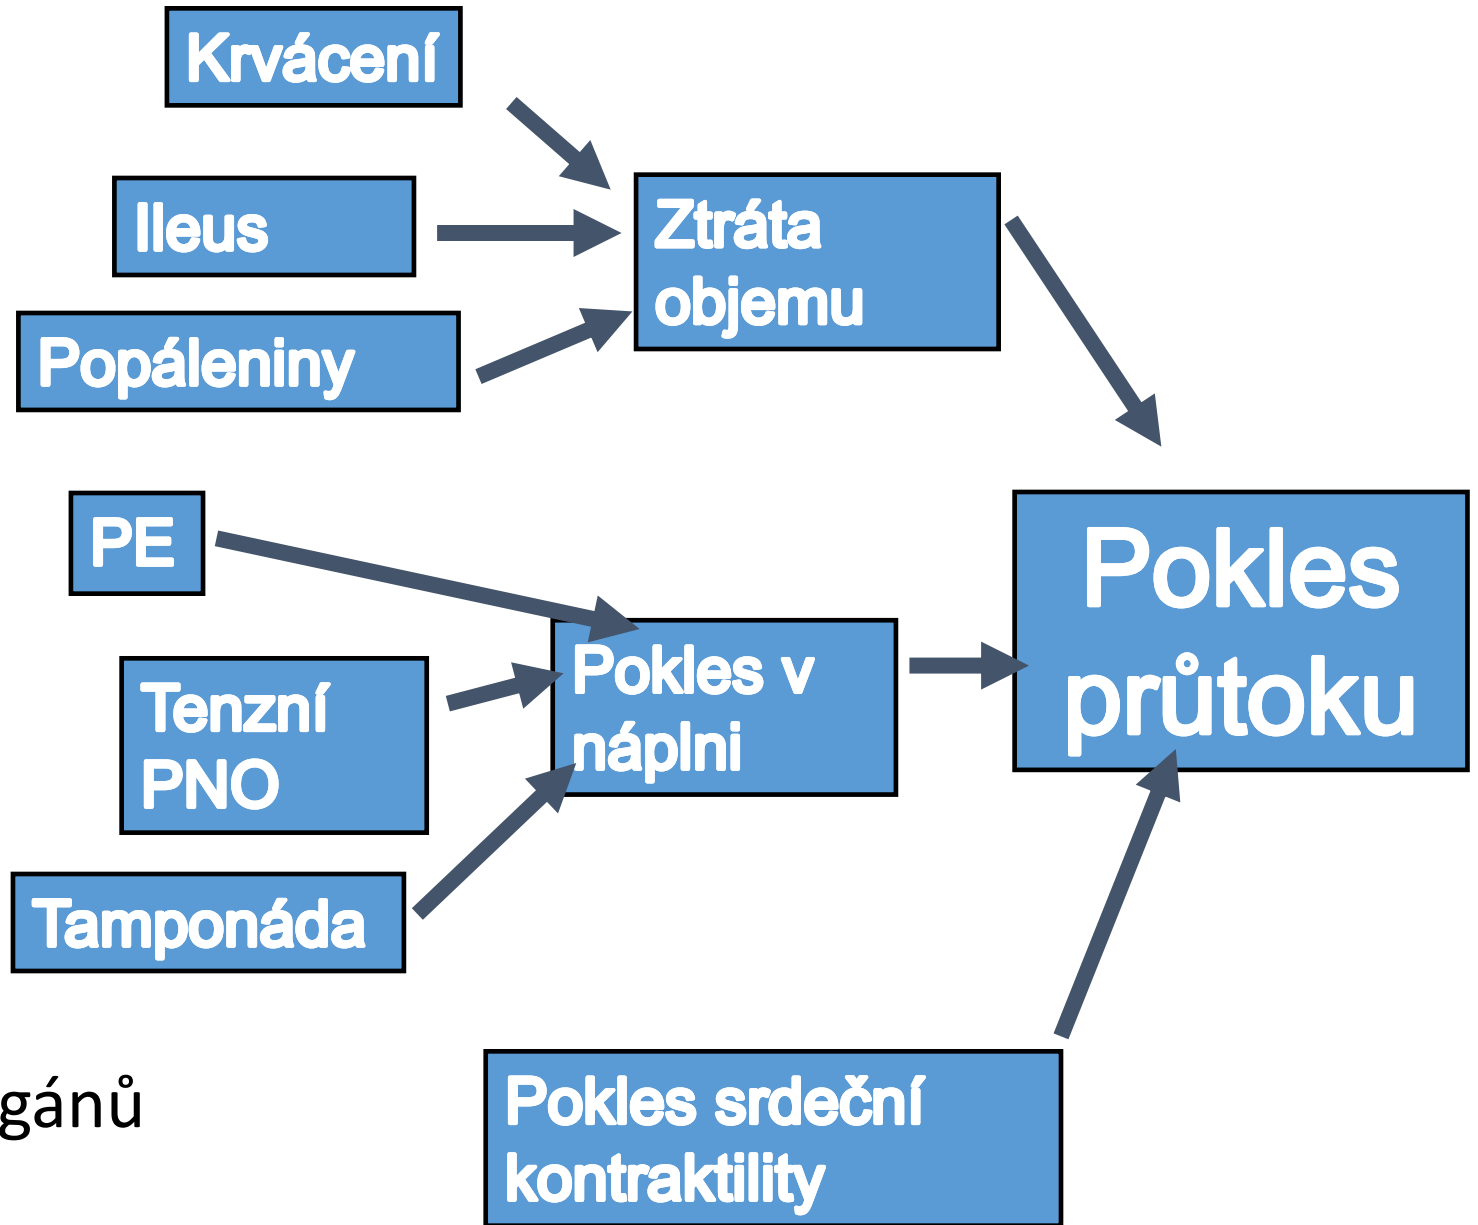 Krvácení
Ileus
Ztráta
objemu
Popáleniny
PE
Pokles
průtoku
Pokles v
náplni
Tenzní
PNO
Tamponáda
gánů
Pokles srdeční
kontraktility